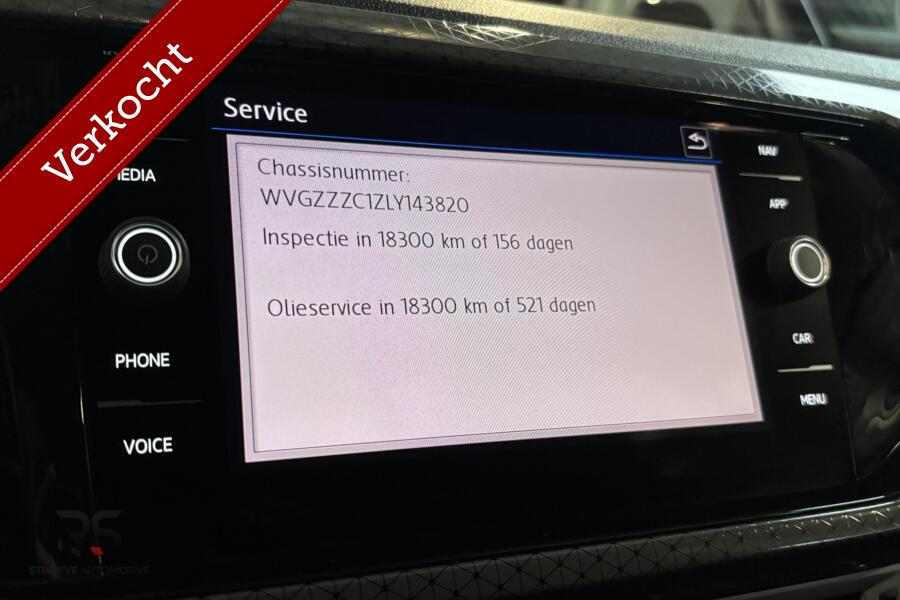 Verkocht
Service
MEDIA
PHONE
VOICE
Chassisnummer:
WVGZZZC1ZLY143820
Inspectie in 18300 km of 156 dagen
Olieservice in 18300 km of 521 dagen
NAV
APP
CAR
MENU
RS